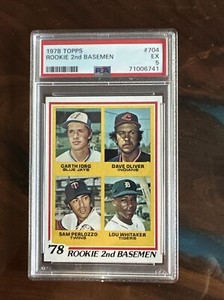 1978 TOPPS #704
ROOKIE 2nd BASEMEN EX
5
PSA 71006741
GARTH IORG DAVE OLIVER
BLUE JAYS INDIANS
SAM PERLOZZO LOU WHITAKER
TWINS TIGERS
'78 ROOKIE 2nd BASEMEN